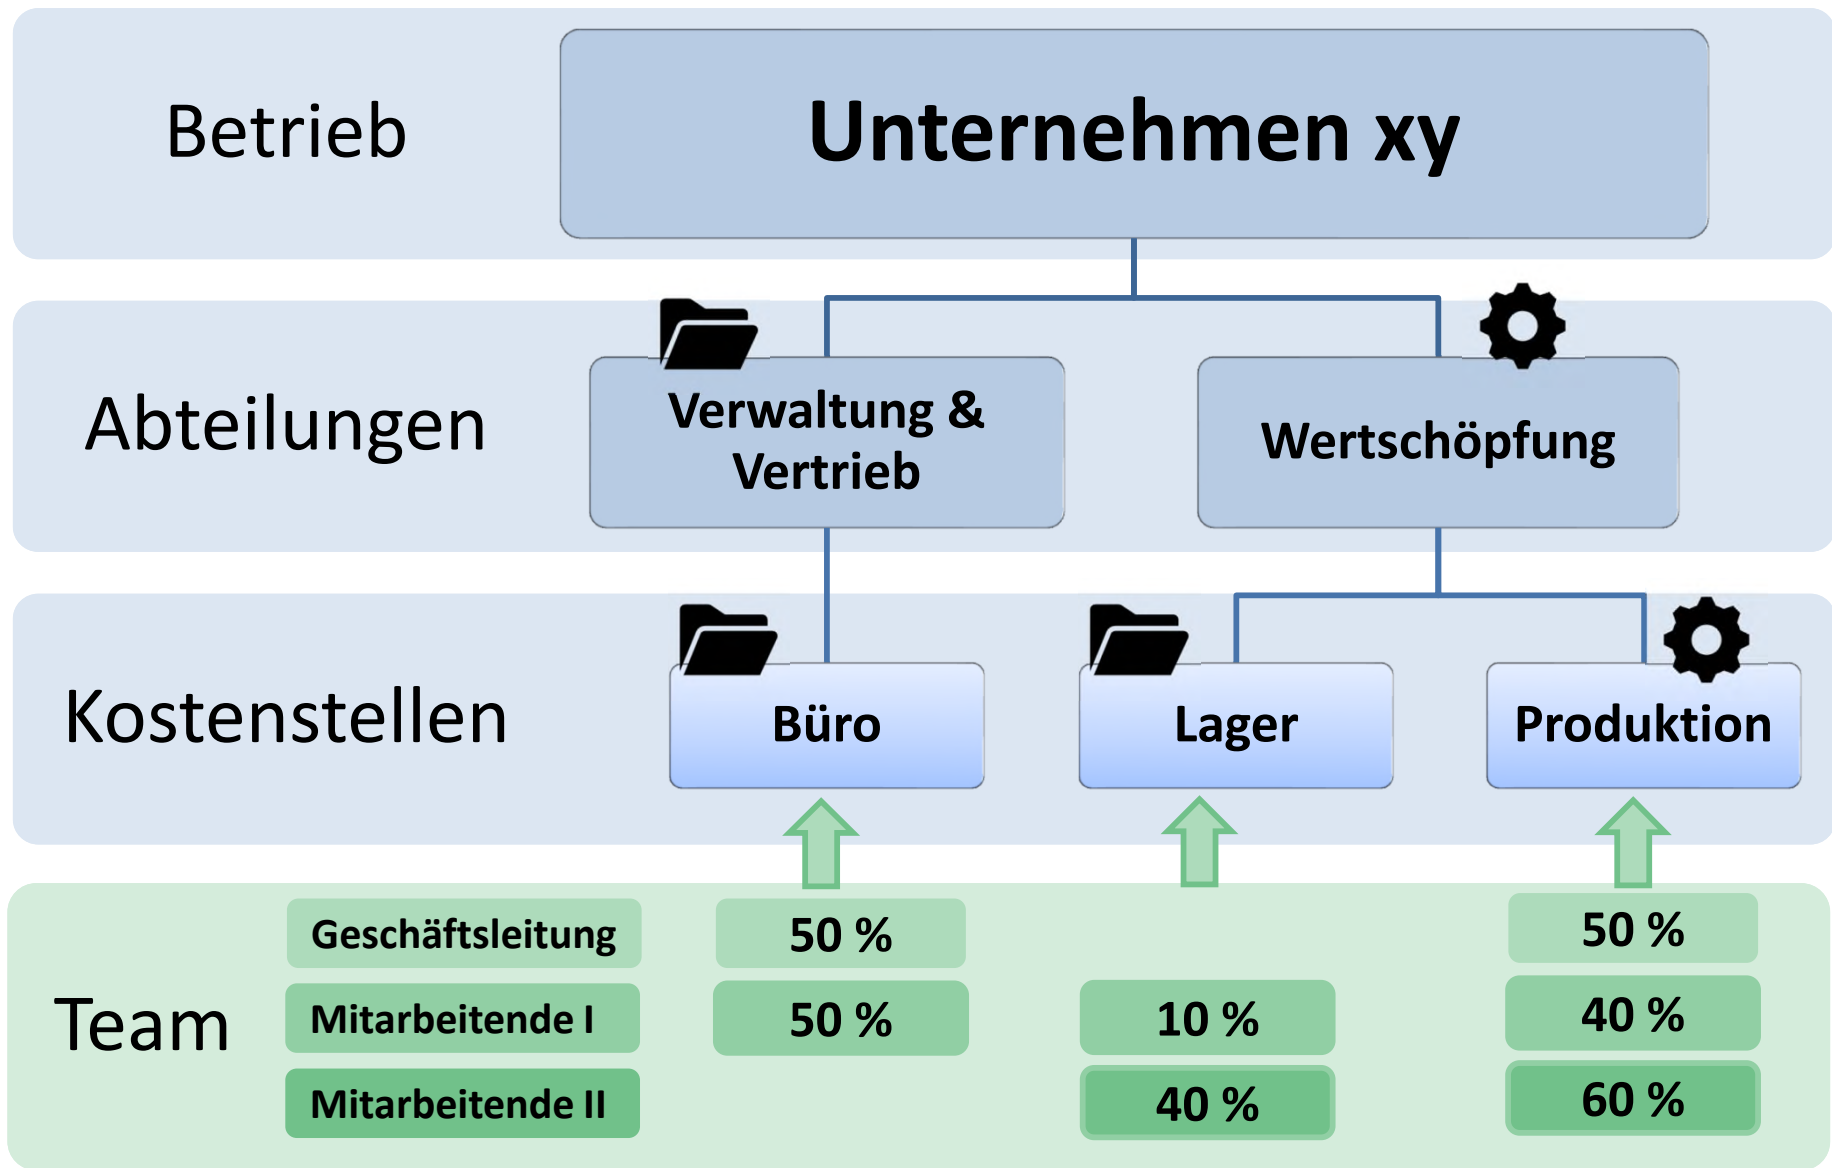 Betrieb
Unternehmen xy
Abteilungen
Verwaltung &
Vertrieb
Wertschöpfung
Kostenstellen
Büro
Lager
Produktion
Team
Geschäftsleitung
50 %
50 %
Mitarbeitende I
50 %
10 %
40 %
Mitarbeitende II
40 %
60 %